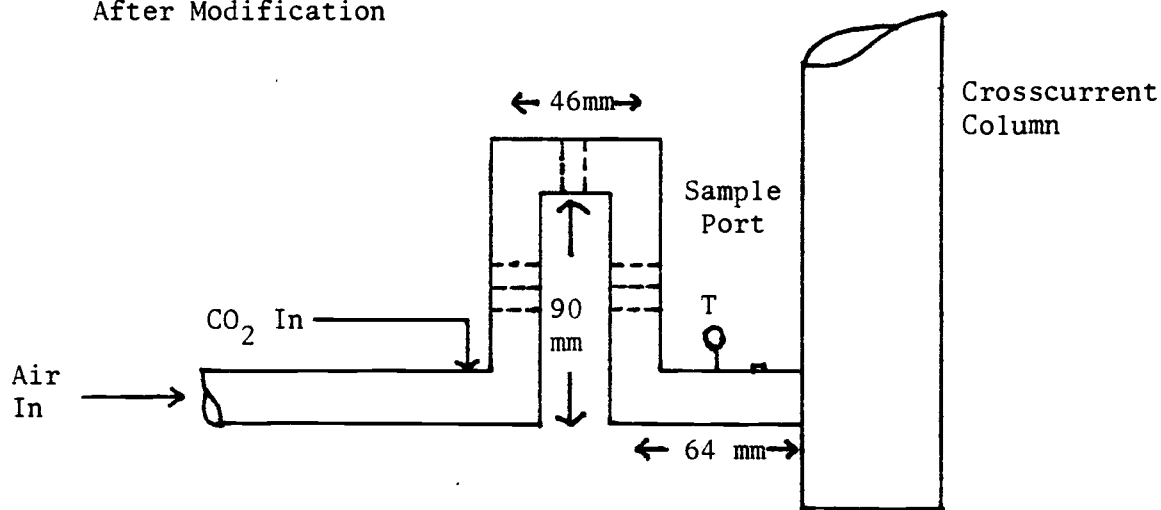 After Modification
46mm
Crosscurrent
Column
Sample
Port
90
mm
T
CO₂ In
Air
In
64 mm